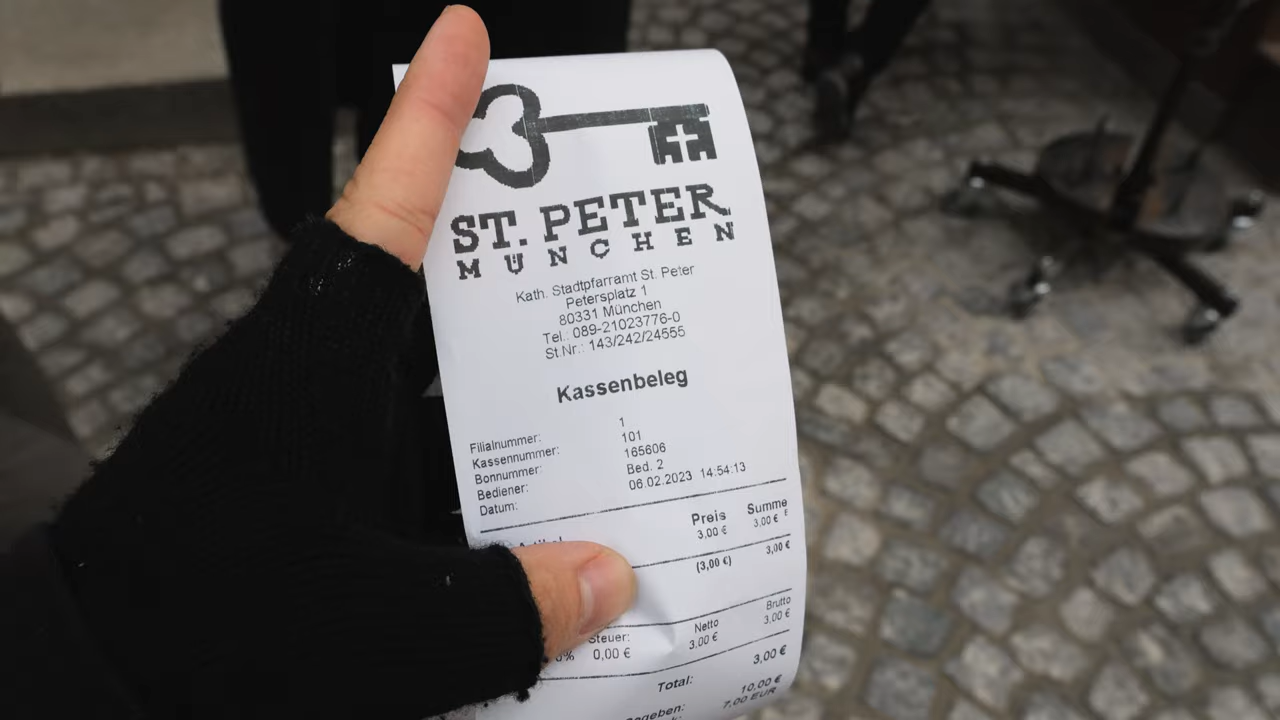 ST. PETER
MÜNCHEN
Kath. Stadtpfarramt St. Peter
Petersplatz 1
80331 München
Tel.: 089-21023776-0
St.Nr.: 143/242/24555
Kassenbeleg
Filialnummer: 1
Kassennummer: 101
Bonnummer: 165606
Bediener: Bed. 2
Datum: 06.02.2023 14:54:13
Preis Summe
3,00 € 3,00 € E
(3,00 €) 3,00 €
Steuer: Netto Brutto
0,00 € 3,00 € 3,00 €
Total: 3,00 €
10,00 €
7,00 EUR